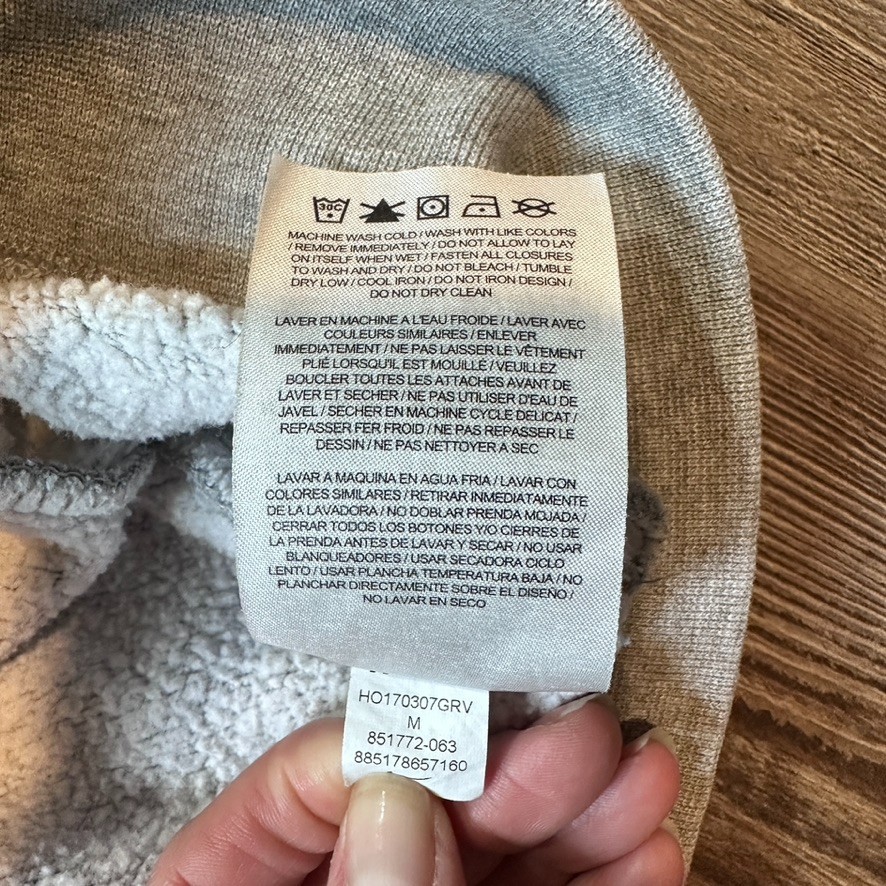 30C
MACHINE WASH COLD / WASH WITH LIKE COLORS
/ REMOVE IMMEDIATELY / DO NOT ALLOW TO LAY
ON ITSELF WHEN WET / FASTEN ALL CLOSURES
TO WASH AND DRY / DO NOT BLEACH / TUMBLE
DRY LOW / COOL IRON / DO NOT IRON DESIGN /
DO NOT DRY CLEAN
LAVER EN MACHINE A L'EAU FROIDE / LAVER AVEC
COULEURS SIMILAIRES / ENLEVER
IMMEDIATEMENT / NE PAS LAISSER LE VÊTEMENT
PLIÉ LORSQU'IL EST MOUILLÉ / VEUILLEZ
BOUCLER TOUTES LES ATTACHES AVANT DE
LAVER ET SECHER / NE PAS UTILISER D'EAU DE
JAVEL / SECHER EN MACHINE CYCLE DELICAT /
REPASSER FER FROID / NE PAS REPASSER LE
DESSIN / NE PAS NETTOYER A SEC
LAVAR A MAQUINA EN AGUA FRIA / LAVAR CON
COLORES SIMILARES / RETIRAR INMEDIATAMENTE
DE LA LAVADORA / NO DOBLAR PRENDA MOJADA /
CERRAR TODOS LOS BOTONES Y/O CIERRES DE
LA PRENDA ANTES DE LAVAR Y SECAR / NO USAR
BLANQUEADORES / USAR SECADORA CICLO
LENTO / USAR PLANCHA TEMPERATURA BAJA / NO
PLANCHAR DIRECTAMENTE SOBRE EL DISEÑO /
NO LAVAR EN SECO
HO170307GRV
M
851772-063
885178657160